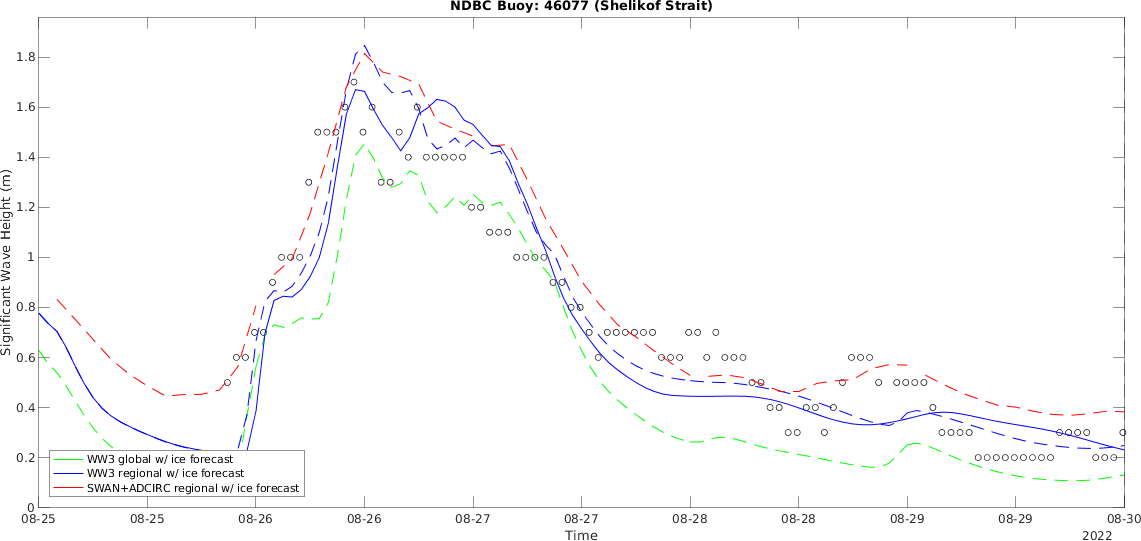 NDBC Buoy: 46077 (Shelikof Strait)
Significant Wave Height (m)
1.8
1.6
1.4
1.2
1
0.8
0.6
0.4
0.2
0
WW3 global w/ ice forecast
WW3 regional w/ ice forecast
SWAN+ADCIRC regional w/ ice forecast
08-25 08-25 08-26 08-26 08-27 08-27 08-28 08-28 08-29 08-29 08-30
Time
2022